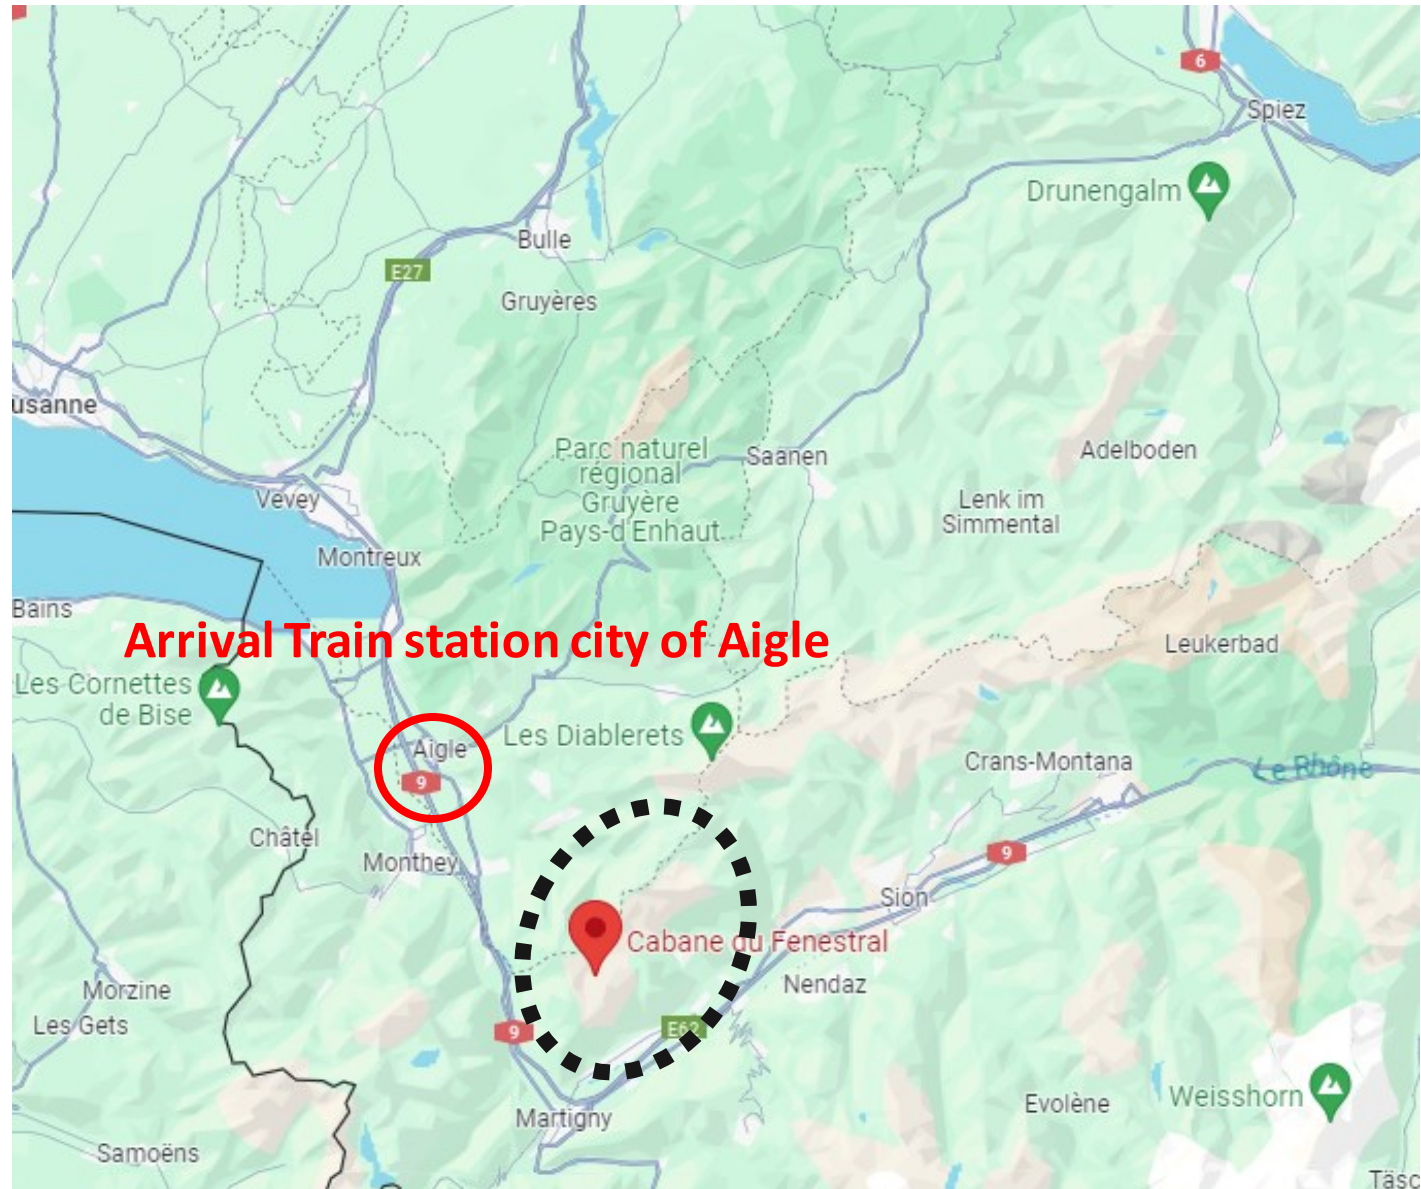 6
Spiez
Drunengalm
Bulle
E27
Gruyères
usanne
Parc naturel
régional
Gruyère
Pays-d'Enhaut
Saanen
Adelboden
Vevey
Lenk im
Simmental
Montreux
Bains
Arrival Train station city of Aigle
Leukerbad
Les Cornettes
de Bise
Aigle
Les Diablerets
9
Crans-Montana
Le Rhône
Châtel
Monthey
9
Sion
Cabane du Fenestral
Nendaz
Morzine
Les Gets
9
E62
Martigny
Evolène
Weisshorn
Samoëns
Täsc